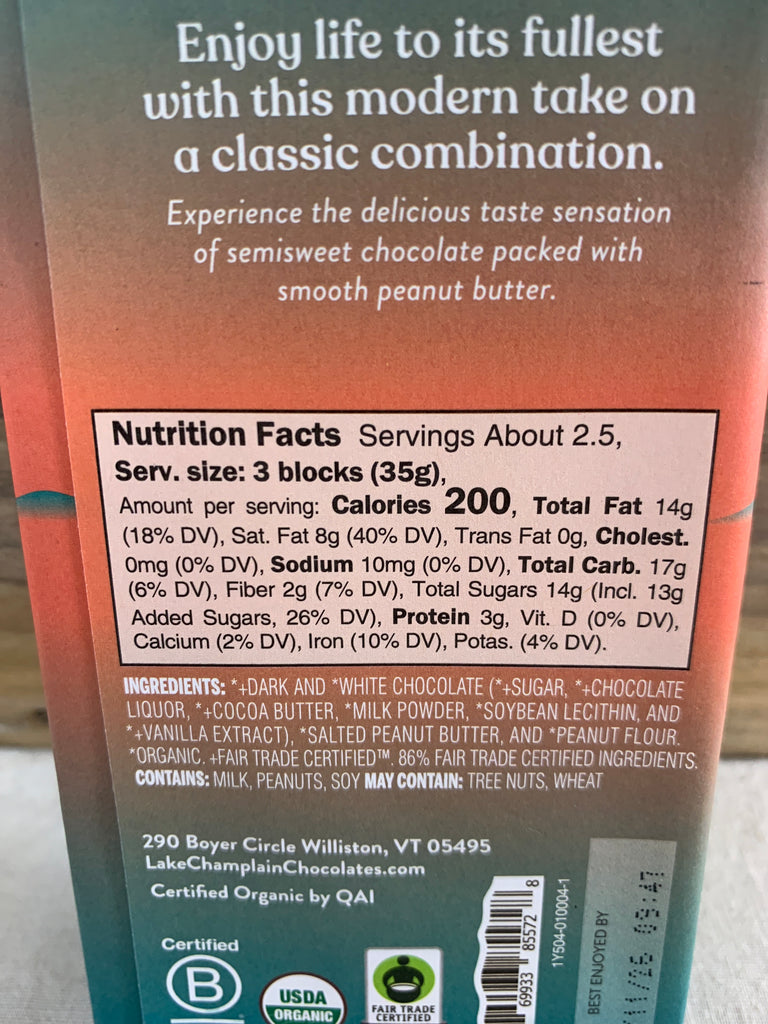 Enjoy life to its fullest
with this modern take on
a classic combination.
Experience the delicious taste sensation
of semisweet chocolate packed with
smooth peanut butter.
Nutrition Facts Servings About 2.5,
Serv. size: 3 blocks (35g),
Amount per serving: Calories 200, Total Fat 14g
(18% DV), Sat. Fat 8g (40% DV), Trans Fat 0g, Cholest.
0mg (0% DV), Sodium 10mg (0% DV), Total Carb. 17g
(6% DV), Fiber 2g (7% DV), Total Sugars 14g (Incl. 13g
Added Sugars, 26% DV), Protein 3g, Vit. D (0% DV),
Calcium (2% DV), Iron (10% DV), Potas. (4% DV).
INGREDIENTS: *+DARK AND *WHITE CHOCOLATE (*+SUGAR, *+CHOCOLATE
LIQUOR, *+COCOA BUTTER, *MILK POWDER, *SOYBEAN LECITHIN, AND
*+VANILLA EXTRACT), *SALTED PEANUT BUTTER, AND *PEANUT FLOUR.
*ORGANIC. +FAIR TRADE CERTIFIED™. 86% FAIR TRADE CERTIFIED INGREDIENTS.
CONTAINS: MILK, PEANUTS, SOY MAY CONTAIN: TREE NUTS, WHEAT
290 Boyer Circle Williston, VT 05495
LakeChamplainChocolates.com
Certified Organic by QAI
Certified
B
USDA
ORGANIC
FAIR TRADE
CERTIFIED
69933 85572 8
1Y504-010004-1
BEST ENJOYED BY